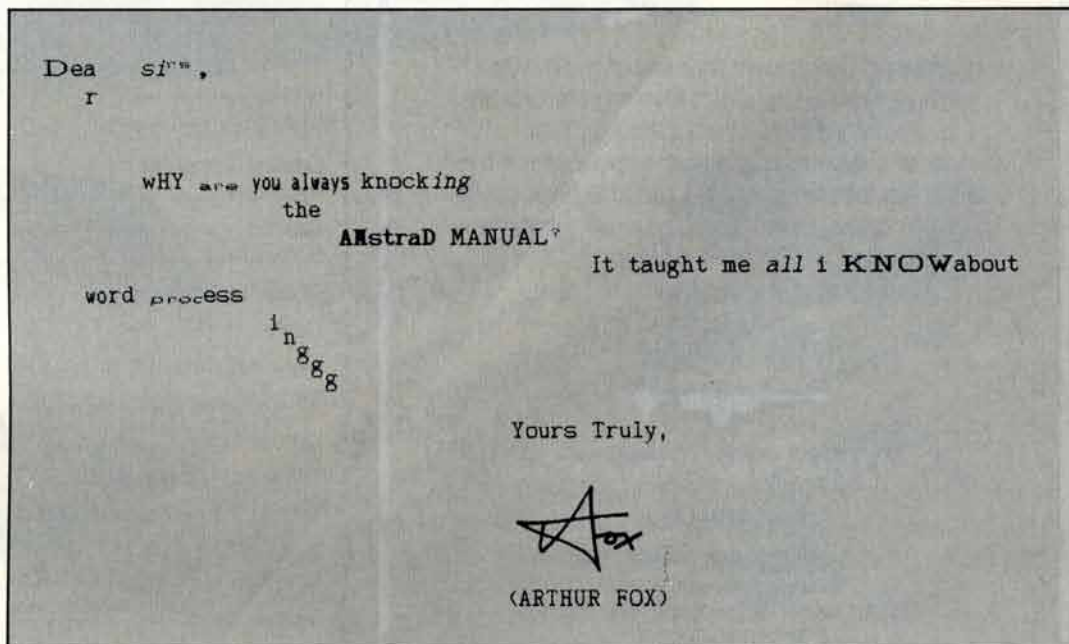 Dea sirs,
r
wHY are you always knocking
the
AMstraD MANUAL?
It taught me all i KNOWabout
word process
i
n
g
g
g
Yours Truly,
AFox
(ARTHUR FOX)